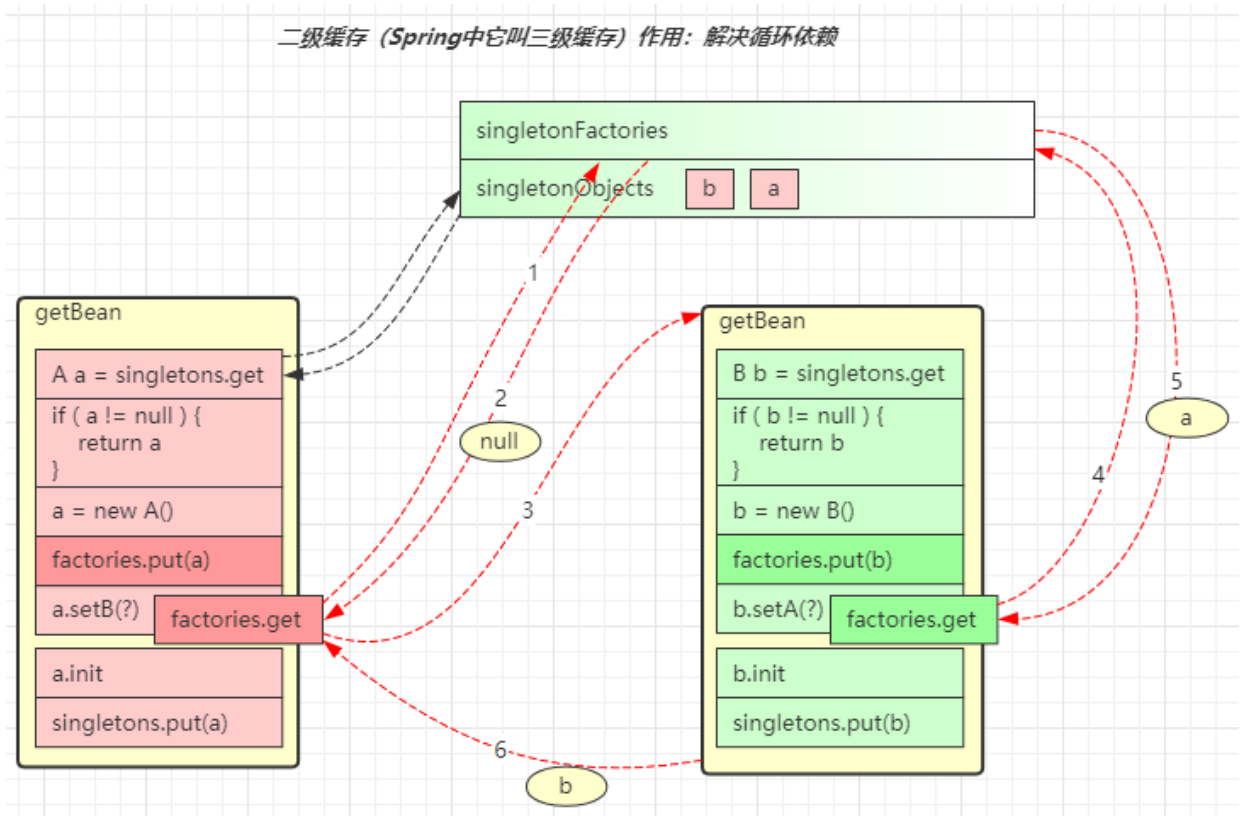 二级缓存（Spring中它叫三级缓存）作用：解决循环依赖
singletonFactories
singletonObjects b a
1
getBean
A a = singletons.get
if ( a != null ) {
return a
}
a = new A()
factories.put(a)
a.setB(?)
factories.get
a.init
singletons.put(a)
2
null
3
getBean
B b = singletons.get
if ( b != null ) {
return b
}
b = new B()
factories.put(b)
b.setA(?)
factories.get
b.init
singletons.put(b)
4
5
a
6
b